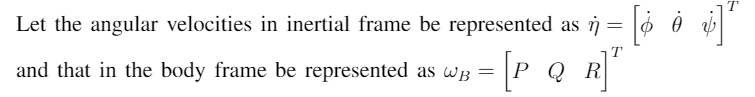 Let the angular velocities in inertial frame be represented as η̇ = [ϕ̇ θ̇ ψ̇]ᵀ
and that in the body frame be represented as ω_B = [P Q R]ᵀ